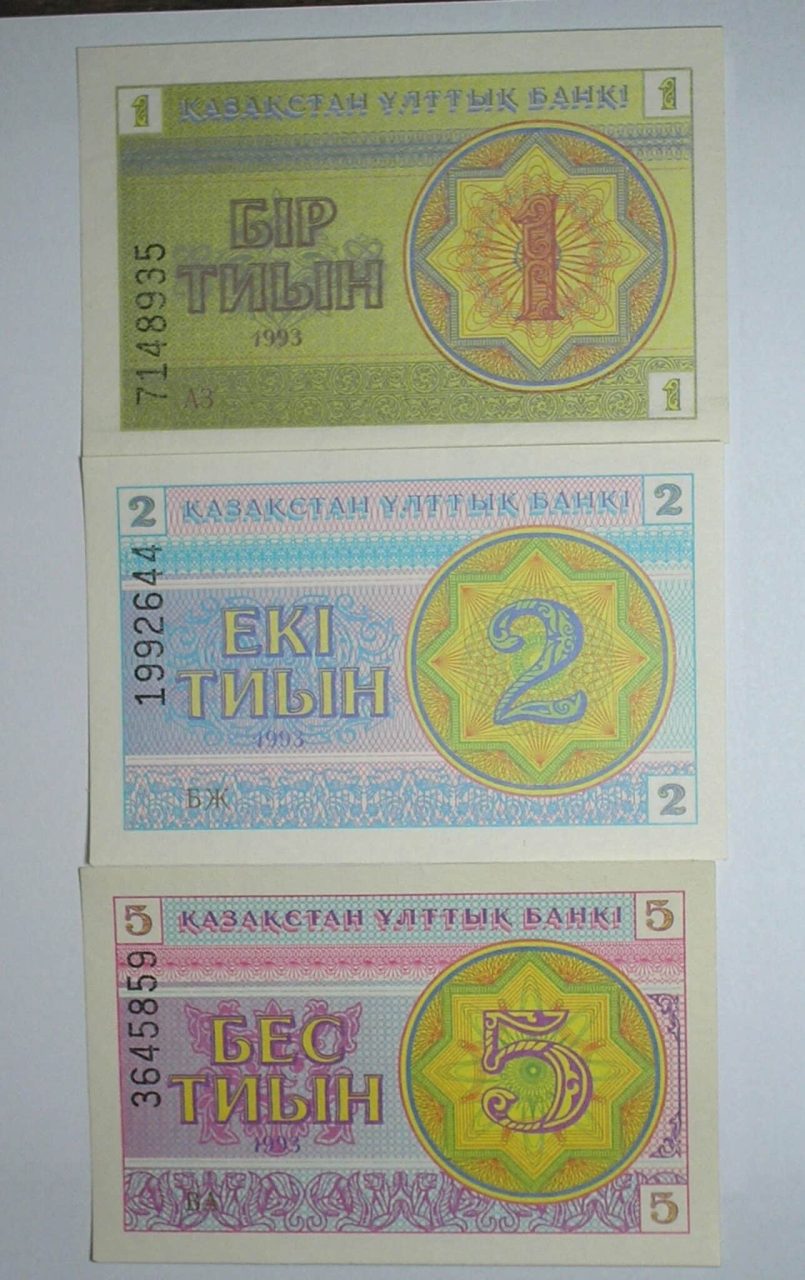 1 ҚАЗАҚСТАН ҰЛТТЫҚ БАНКІ 1
БІР
ТИЫН
1993
7148935
АЗ
1
1
2 ҚАЗАҚСТАН ҰЛТТЫҚ БАНКІ 2
1992644
ЕКІ
ТИЫН
1993
2
БЖ
2
5 ҚАЗАҚСТАН ҰЛТТЫҚ БАНКІ 5
3645859
БЕС
ТИЫН
1993
5
ВА
5